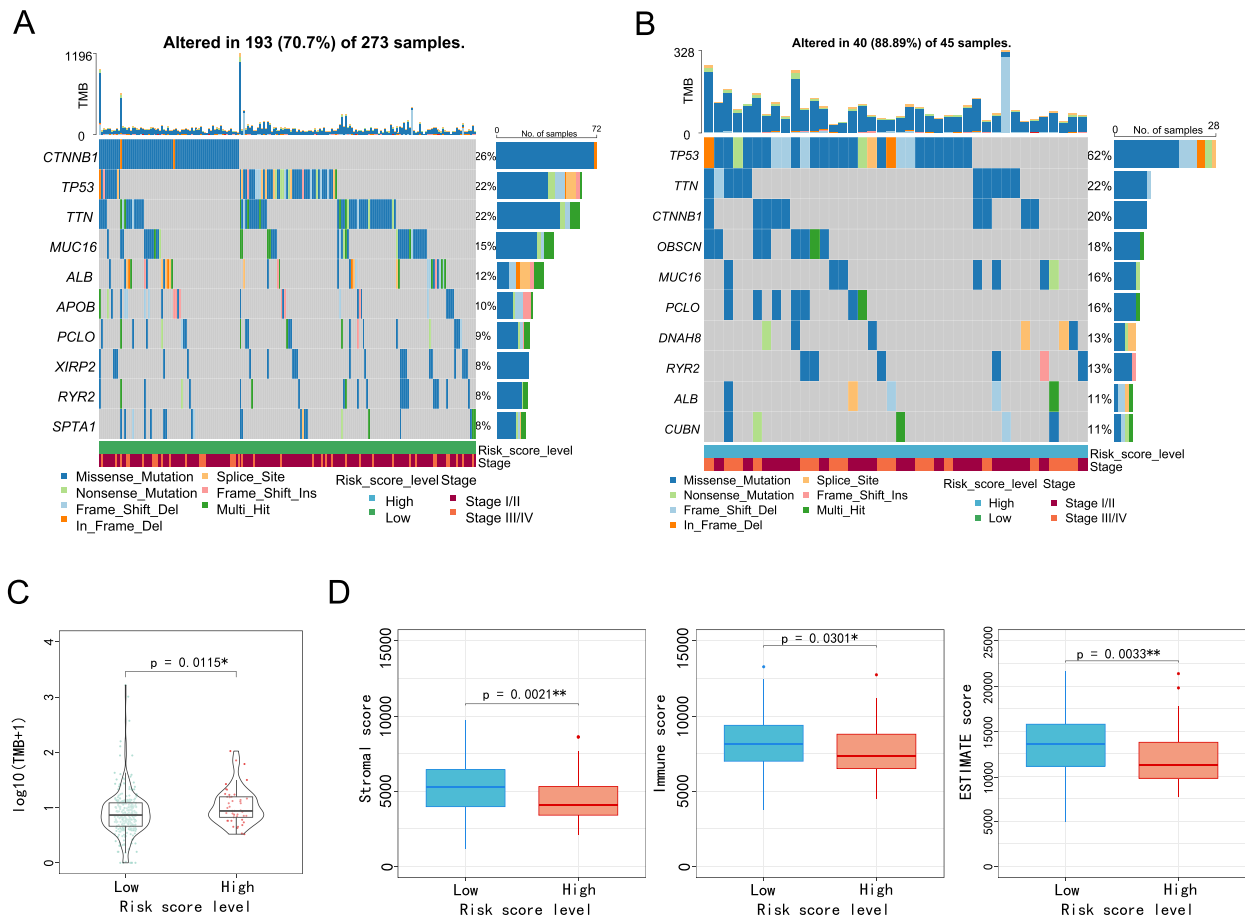 A
Altered in 193 (70.7%) of 273 samples.
1196
TMB
0
0 No. of samples 72
CTNNB1 26%
TP53 22%
TTN 22%
MUC16 15%
ALB 12%
APOB 10%
PCLO 9%
XIRP2 8%
RYR2 8%
SPTA1 8%
Risk_score_level
Stage
Missense_Mutation Splice_Site Risk_score_level Stage
Nonsense_Mutation Frame_Shift_Ins High Stage I/II
Frame_Shift_Del Multi_Hit Low Stage III/IV
In_Frame_Del
B
Altered in 40 (88.89%) of 45 samples.
328
TMB
0
0 No. of samples 28
TP53 62%
TTN 22%
CTNNB1 20%
OBSCN 18%
MUC16 16%
PCLO 16%
DNAH8 13%
RYR2 13%
ALB 11%
CUBN 11%
Risk_score_level
Stage
Missense_Mutation Splice_Site Risk_score_level Stage
Nonsense_Mutation Frame_Shift_Ins High Stage I/II
Frame_Shift_Del Multi_Hit Low Stage III/IV
In_Frame_Del
C
log10(TMB+1)
4
3
2
1
0
p = 0.0115*
Low High
Risk score level
D
Stromal score
15000
10000
5000
0
p = 0.0021**
Low High
Risk score level
Immune score
15000
10000
5000
0
p = 0.0301*
Low High
Risk score level
ESTIMATE score
25000
20000
15000
10000
5000
0
p = 0.0033**
Low High
Risk score level